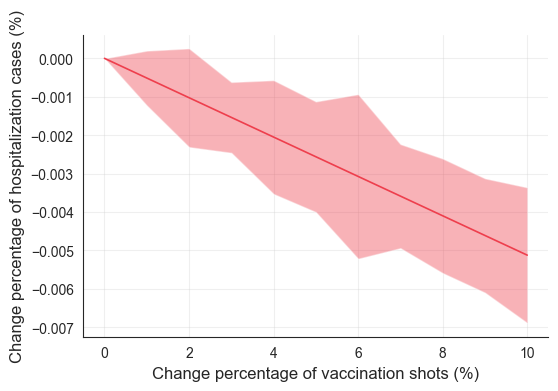 Change percentage of hospitalization cases (%)
0.000
−0.001
−0.002
−0.003
−0.004
−0.005
−0.006
−0.007
0 2 4 6 8 10
Change percentage of vaccination shots (%)